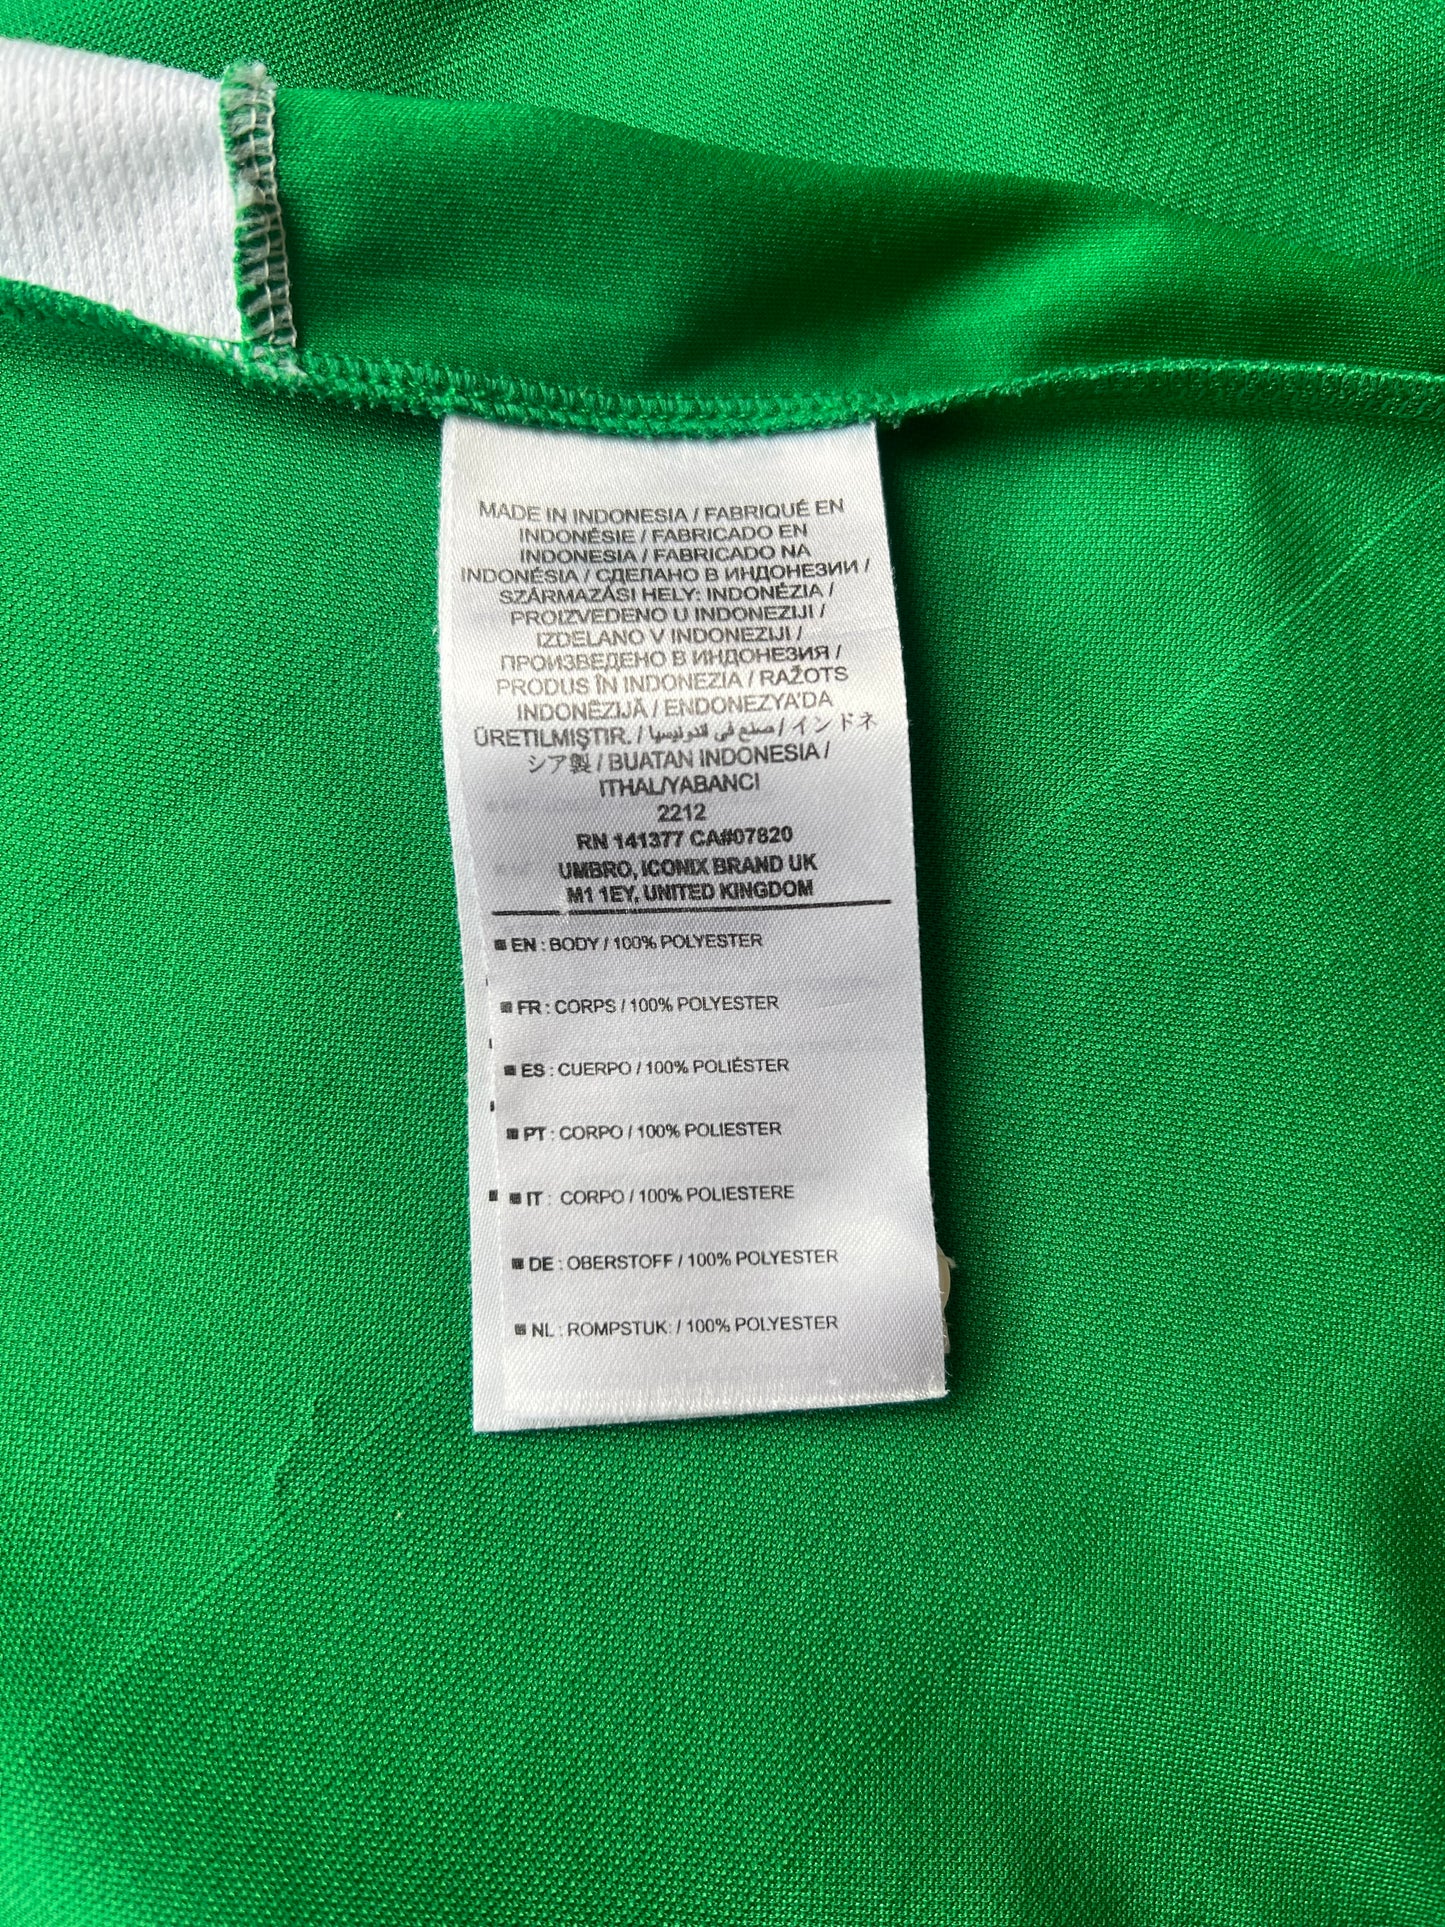 MADE IN INDONESIA / FABRIQUÉ EN
INDONÉSIE / FABRICADO EN
INDONESIA / FABRICADO NA
INDONÉSIA / СДЕЛАНО В ИНДОНЕЗИИ /
SZÁRMAZÁSI HELY: INDONÉZIA /
PROIZVEDENO U INDONEZIJI /
IZDELANO V INDONEZIJI /
ПРОИЗВЕДЕНО В ИНДОНЕЗИЯ /
PRODUS ÎN INDONEZIA / RAŽOTS
INDONĒZIJĀ / ENDONEZYA'DA
ÜRETILMIŞTIR. / صنع في اندونيسيا / インドネ
シア製 / BUATAN INDONESIA /
ITHAL/YABANCI
2212
RN 141377 CA#07820
UMBRO, ICONIX BRAND UK
M1 1EY, UNITED KINGDOM
EN : BODY / 100% POLYESTER
FR : CORPS / 100% POLYESTER
ES : CUERPO / 100% POLIÉSTER
PT : CORPO / 100% POLIESTER
IT : CORPO / 100% POLIESTERE
DE : OBERSTOFF / 100% POLYESTER
NL : ROMPSTUK: / 100% POLYESTER